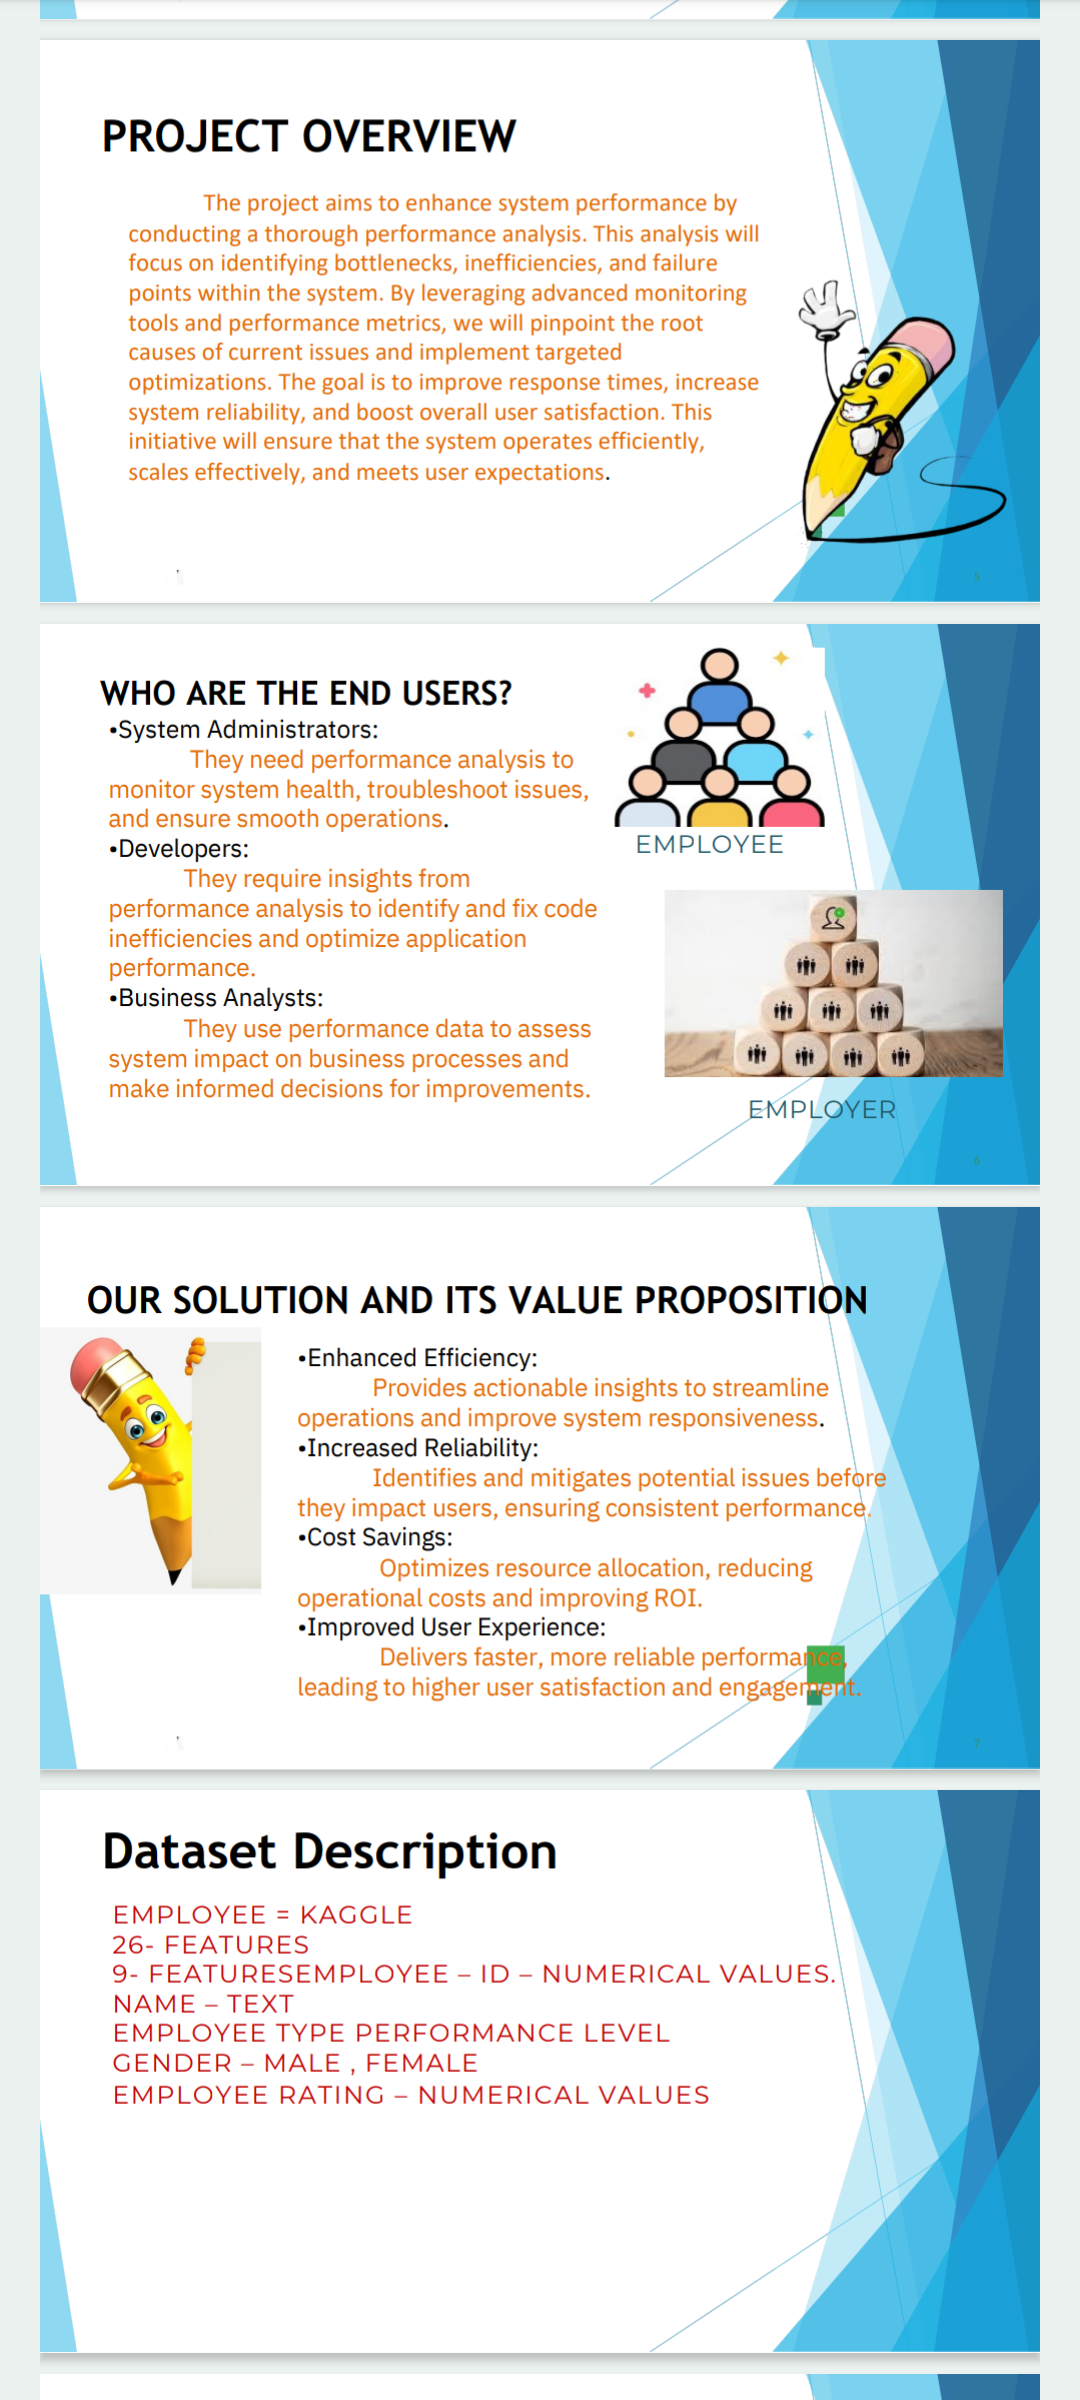 PROJECT OVERVIEW
The project aims to enhance system performance by
conducting a thorough performance analysis. This analysis will
focus on identifying bottlenecks, inefficiencies, and failure
points within the system. By leveraging advanced monitoring
tools and performance metrics, we will pinpoint the root
causes of current issues and implement targeted
optimizations. The goal is to improve response times, increase
system reliability, and boost overall user satisfaction. This
initiative will ensure that the system operates efficiently,
scales effectively, and meets user expectations.
5
WHO ARE THE END USERS?
•System Administrators:
They need performance analysis to
monitor system health, troubleshoot issues,
and ensure smooth operations.
•Developers:
They require insights from
performance analysis to identify and fix code
inefficiencies and optimize application
performance.
•Business Analysts:
They use performance data to assess
system impact on business processes and
make informed decisions for improvements.
EMPLOYEE
EMPLOYER
6
OUR SOLUTION AND ITS VALUE PROPOSITION
•Enhanced Efficiency:
Provides actionable insights to streamline
operations and improve system responsiveness.
•Increased Reliability:
Identifies and mitigates potential issues before
they impact users, ensuring consistent performance.
•Cost Savings:
Optimizes resource allocation, reducing
operational costs and improving ROI.
•Improved User Experience:
Delivers faster, more reliable performance,
leading to higher user satisfaction and engagement.
7
Dataset Description
EMPLOYEE = KAGGLE
26- FEATURES
9- FEATURESEMPLOYEE – ID – NUMERICAL VALUES.
NAME – TEXT
EMPLOYEE TYPE PERFORMANCE LEVEL
GENDER – MALE , FEMALE
EMPLOYEE RATING – NUMERICAL VALUES